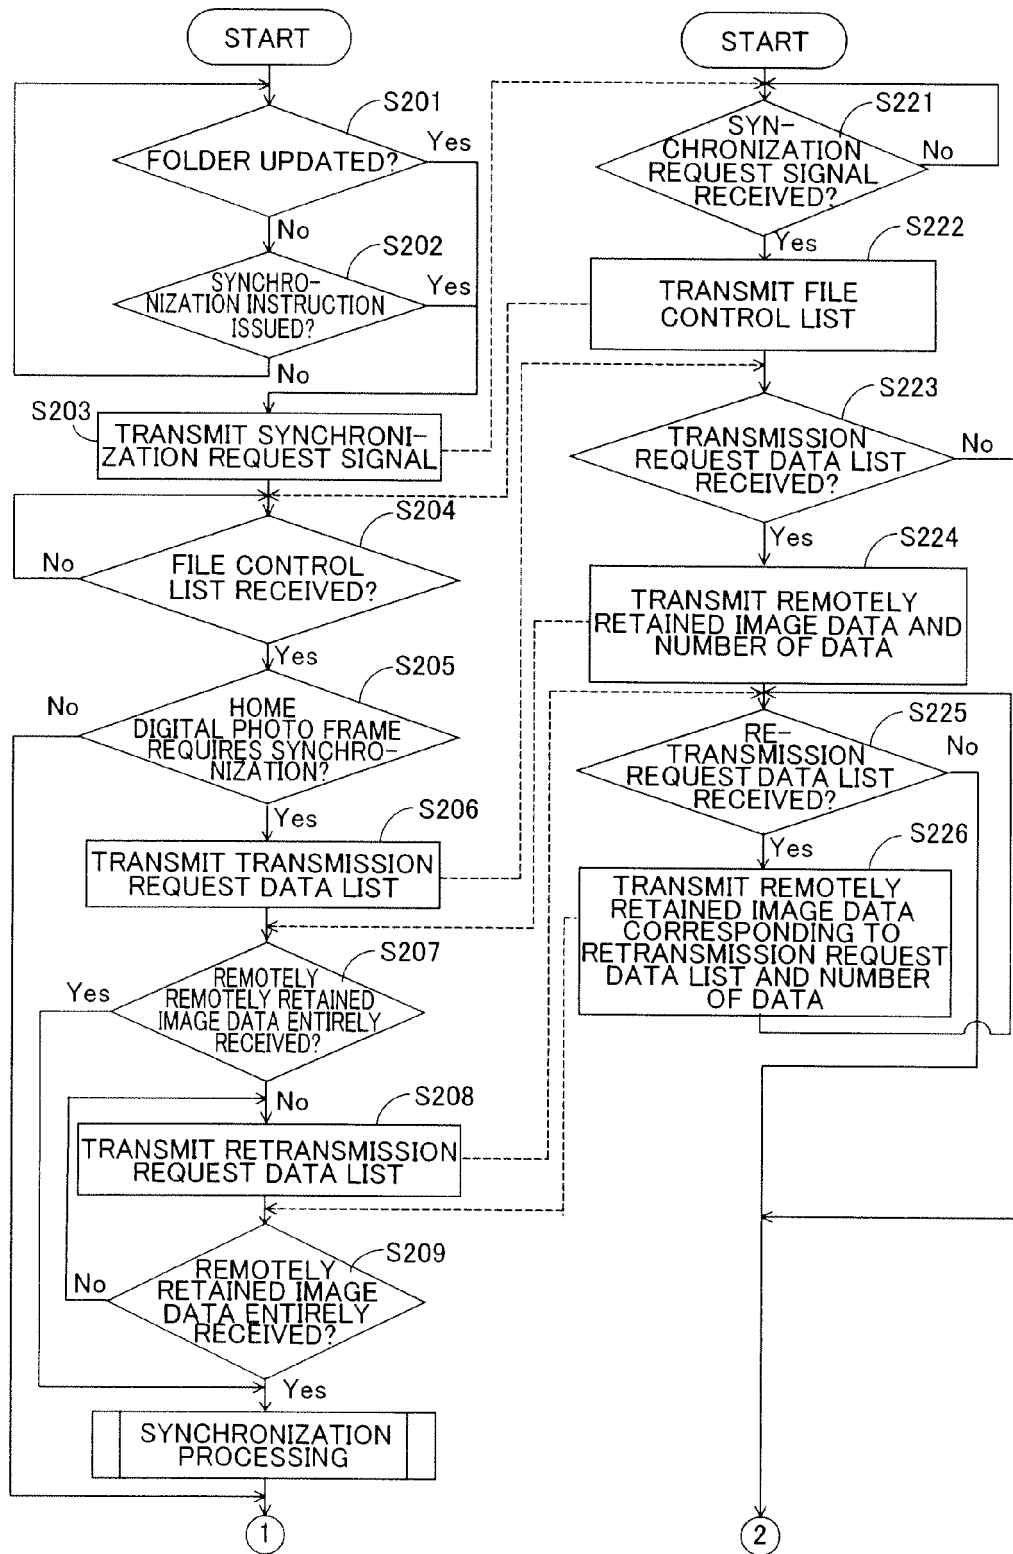 START
S201
FOLDER UPDATED?
Yes
No
S202
SYNCHRO-
NIZATION INSTRUCTION
ISSUED?
Yes
No
S203
TRANSMIT SYNCHRONI-
ZATION REQUEST SIGNAL
S204
FILE CONTROL
LIST RECEIVED?
No
Yes
S205
HOME
DIGITAL PHOTO FRAME
REQUIRES SYNCHRO-
NIZATION?
No
Yes
S206
TRANSMIT TRANSMISSION
REQUEST DATA LIST
S207
REMOTELY
REMOTELY RETAINED
IMAGE DATA ENTIRELY
RECEIVED?
Yes
No
S208
TRANSMIT RETRANSMISSION
REQUEST DATA LIST
S209
REMOTELY
RETAINED IMAGE
DATA ENTIRELY
RECEIVED?
No
Yes
SYNCHRONIZATION
PROCESSING
1
START
S221
SYN-
CHRONIZATION
REQUEST SIGNAL
RECEIVED?
No
Yes
S222
TRANSMIT FILE
CONTROL LIST
S223
TRANSMISSION
REQUEST DATA LIST
RECEIVED?
No
Yes
S224
TRANSMIT REMOTELY
RETAINED IMAGE DATA AND
NUMBER OF DATA
S225
RE-
TRANSMISSION
REQUEST DATA LIST
RECEIVED?
No
Yes
S226
TRANSMIT REMOTELY
RETAINED IMAGE DATA
CORRESPONDING TO
RETRANSMISSION REQUEST
DATA LIST AND NUMBER
OF DATA
2